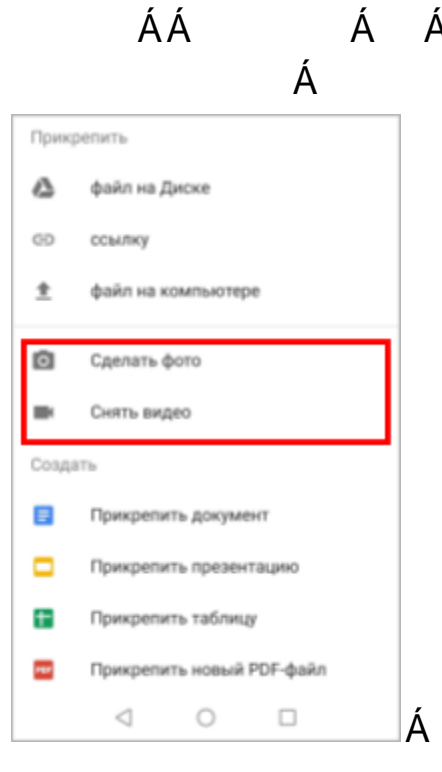 ÁÁ Á Á
Á
Прикрепить
файл на Диске
ссылку
файл на компьютере
Сделать фото
Снять видео
Создать
Прикрепить документ
Прикрепить презентацию
Прикрепить таблицу
PDF Прикрепить новый PDF-файл
Á